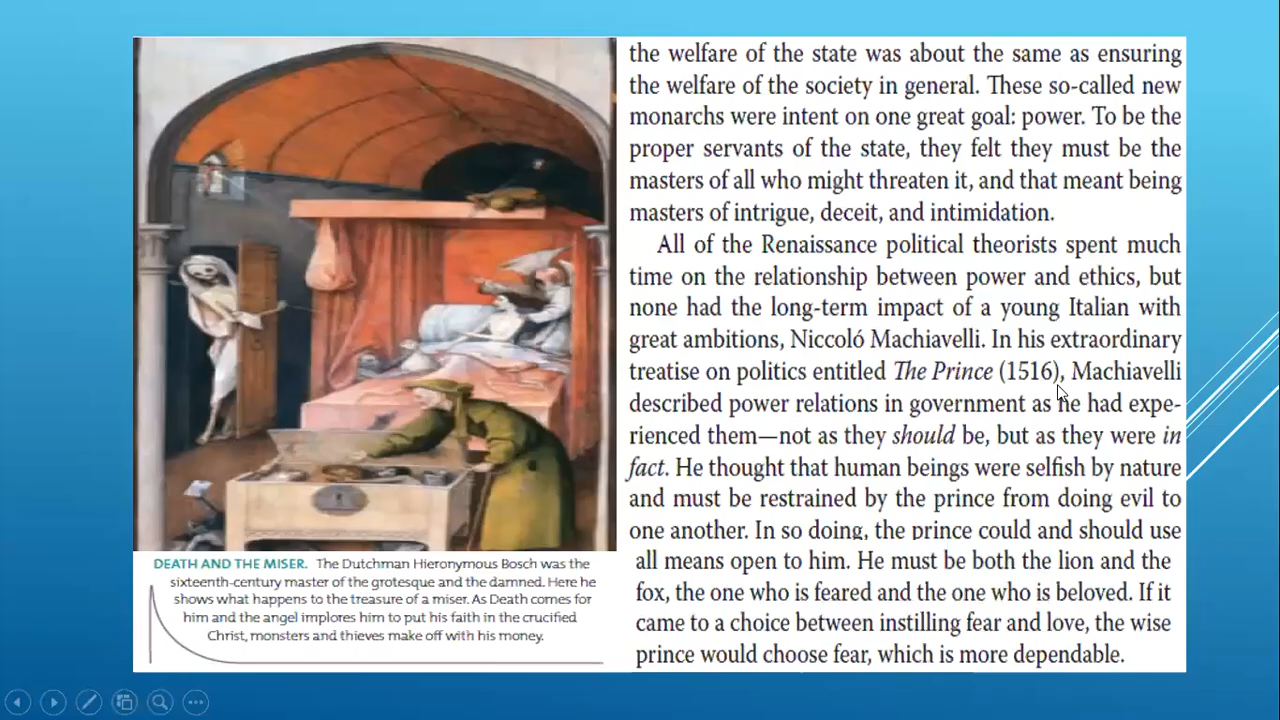 the welfare of the state was about the same as ensuring
the welfare of the society in general. These so-called new
monarchs were intent on one great goal: power. To be the
proper servants of the state, they felt they must be the
masters of all who might threaten it, and that meant being
masters of intrigue, deceit, and intimidation.
All of the Renaissance political theorists spent much
time on the relationship between power and ethics, but
none had the long-term impact of a young Italian with
great ambitions, Niccoló Machiavelli. In his extraordinary
treatise on politics entitled The Prince (1516), Machiavelli
described power relations in government as he had expe-
rienced them—not as they should be, but as they were in
fact. He thought that human beings were selfish by nature
and must be restrained by the prince from doing evil to
one another. In so doing, the prince could and should use
all means open to him. He must be both the lion and the
fox, the one who is feared and the one who is beloved. If it
came to a choice between instilling fear and love, the wise
prince would choose fear, which is more dependable.
DEATH AND THE MISER. The Dutchman Hieronymous Bosch was the
sixteenth-century master of the grotesque and the damned. Here he
shows what happens to the treasure of a miser. As Death comes for
him and the angel implores him to put his faith in the crucified
Christ, monsters and thieves make off with his money.